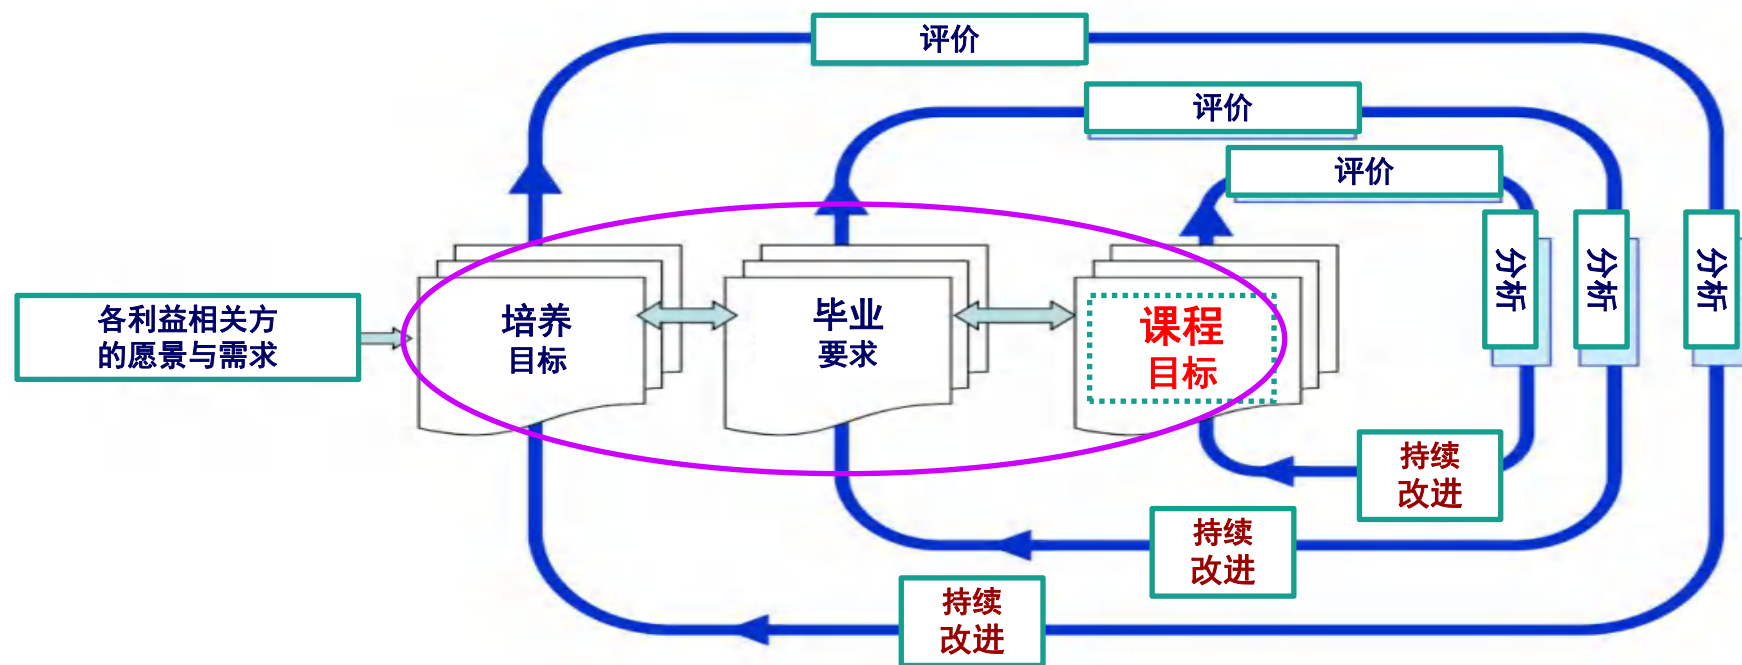 评价
评价
评价
分析
分析
分析
各利益相关方
的愿景与需求
培养
目标
毕业
要求
课程
目标
持续
改进
持续
改进
持续
改进